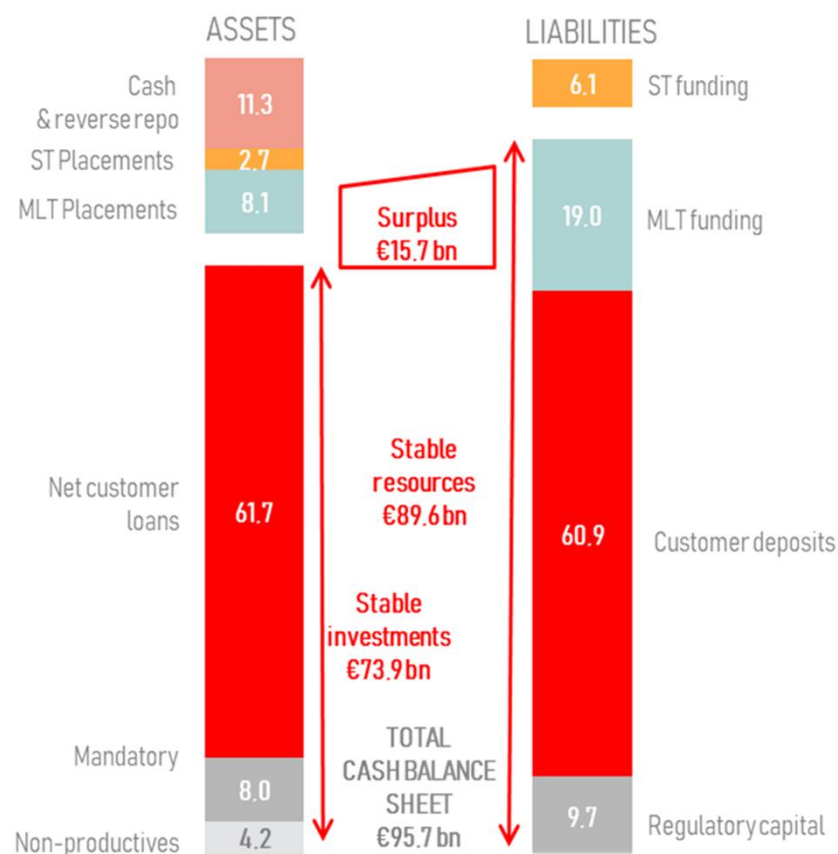 ASSETS
LIABILITIES
Cash
& reverse repo
11.3
ST Placements
2.7
MLT Placements
8.1
6.1
ST funding
Surplus
€15.7 bn
19.0
MLT funding
Net customer
loans
61.7
Stable
resources
€89.6 bn
60.9
Customer deposits
Stable
investments
€73.9 bn
Mandatory
8.0
TOTAL
CASH BALANCE
SHEET
€95.7 bn
9.7
Regulatory capital
Non-productives
4.2